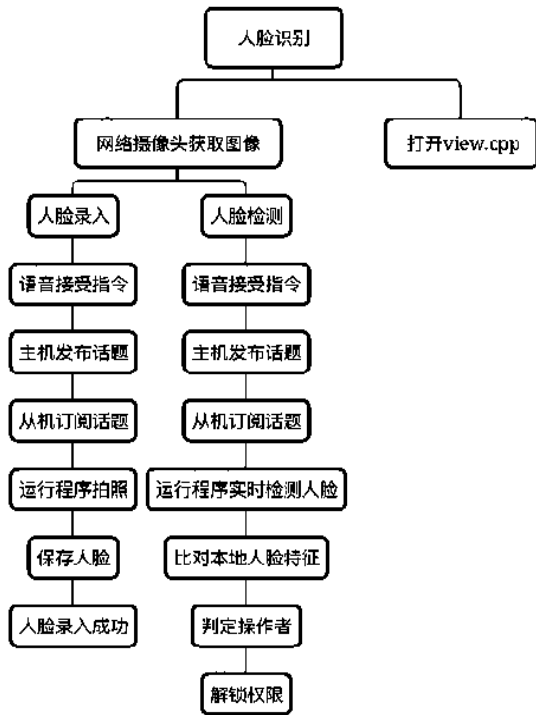 人脸识别
网络摄像头获取图像
打开view.cpp
人脸录入
人脸检测
语音接受指令
语音接受指令
主机发布话题
主机发布话题
从机订阅话题
从机订阅话题
运行程序拍照
运行程序实时检测人脸
保存人脸
比对本地人脸特征
人脸录入成功
判定操作者
解锁权限